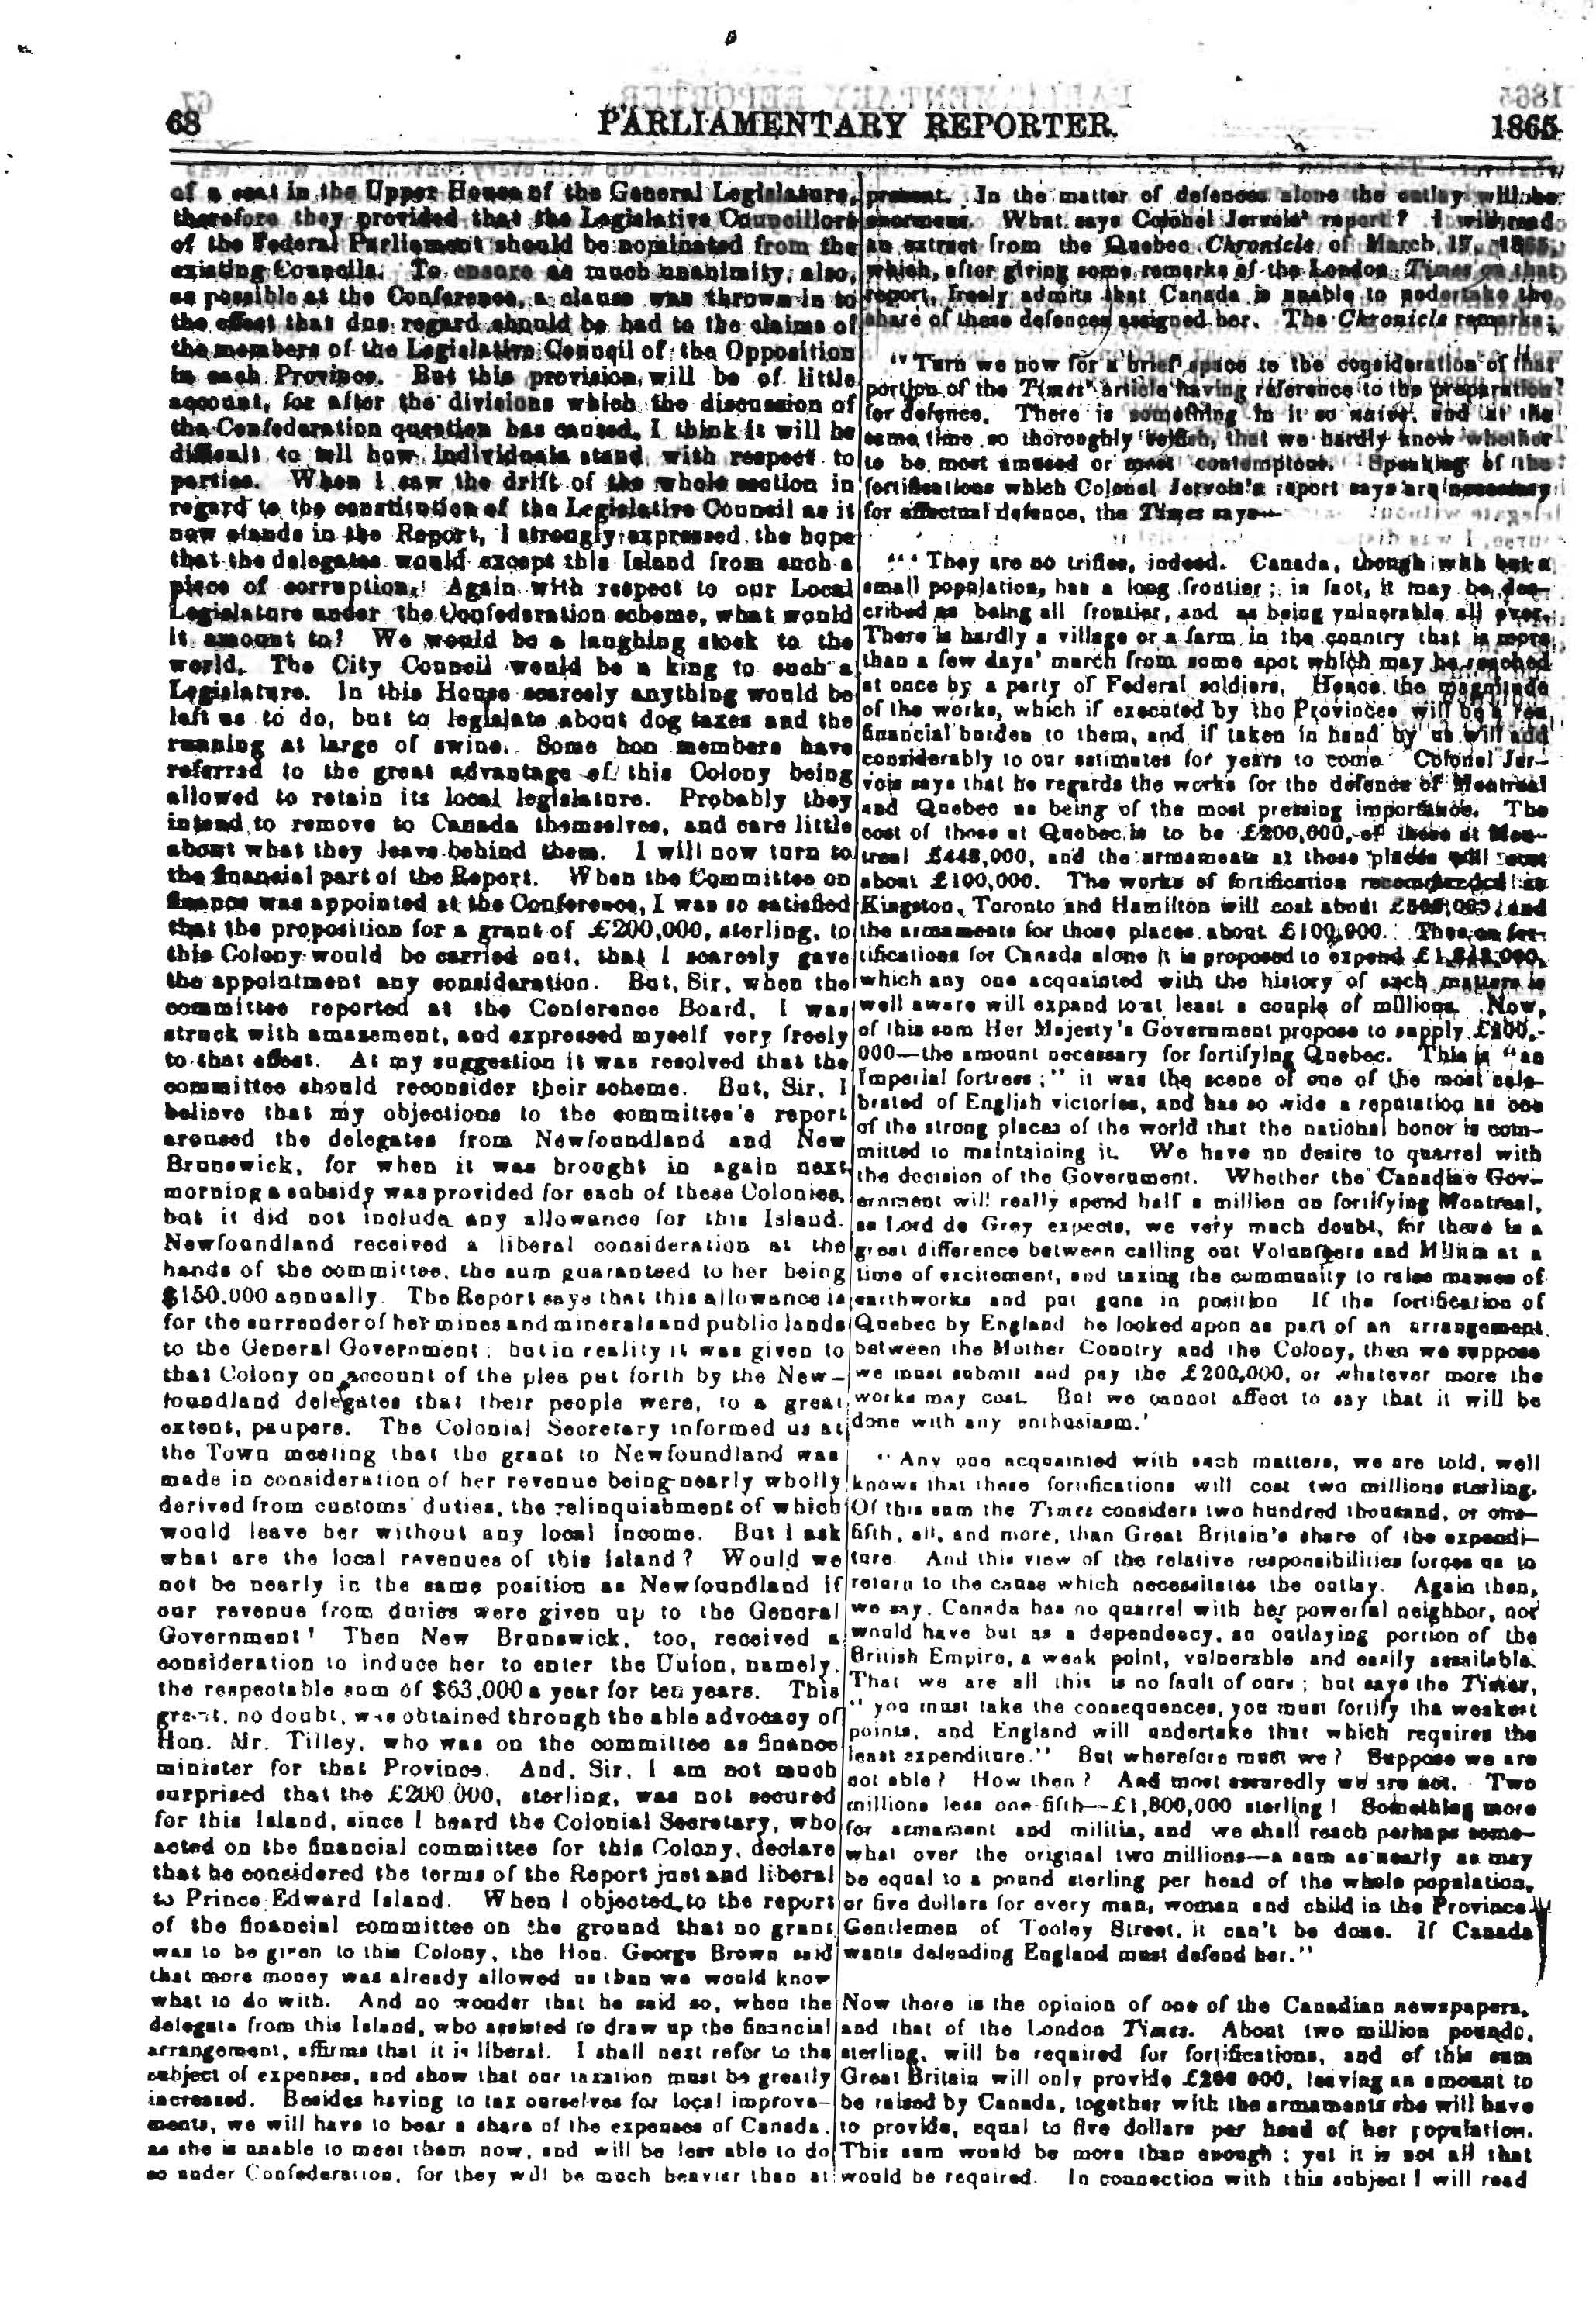 68 PARLIAMENTARY REPORTER. 1865
of a seat in the Upper House of the General Legislature,
therefore they provided that the Legislative Councillors
of the Federal Parliament should be nominated from the
existing Councils. To ensure as much unanimity, also,
as possible at the Conference, a clause was thrown in to
the effect that due regard should be had to the claims of
the members of the Legislative Council of the Opposition
in each Province. But this provision will be of little
account, for after the divisions which the discussion of
the Confederation question has caused, I think it will be
difficult to tell how individuals stand with respect to
parties. When I saw the drift of the whole section in
regard to the constitution of the Legislative Council as it
now stands in the Report, I strongly expressed the hope
that the delegates would except this Island from such a
piece of corruption. Again with respect to our Local
Legislature under the Confederation scheme, what would
it amount to! We would be a laughing stock to the
world. The City Council would be a king to such a
Legislature. In this House scarcely anything would be
left us to do, but to legislate about dog taxes and the
running at large of swine. Some hon members have
referred to the great advantage of this Colony being
allowed to retain its local legislature. Probably they
intend to remove to Canada themselves, and care little
about what they leave behind them. I will now turn to
the financial part of the Report. When the Committee on
finance was appointed at the Conference, I was so satisfied
that the proposition for a grant of £200,000, sterling, to
this Colony would be carried out, that I scarcely gave
the appointment any consideration. But, Sir, when the
committee reported at the Conference Board, I was
struck with amazement, and expressed myself very freely
to that effect. At my suggestion it was resolved that the
committee should reconsider their scheme. But, Sir, I
believe that my objections to the committee's report
aroused the delegates from Newfoundland and New
Brunswick, for when it was brought in again next
morning a subsidy was provided for each of these Colonies,
but it did not include any allowance for this Island.
Newfoundland received a liberal consideration at the
hands of the committee, the sum guaranteed to her being
$150.000 annually. The Report says that this allowance is
for the surrender of her mines and minerals and public lands
to the General Government; but in reality it was given to
that Colony on account of the plea put forth by the New-
foundland delegates that their people were, to a great
extent, paupers. The Colonial Secretary informed us at
the Town meeting that the grant to Newfoundland was
made in consideration of her revenue being nearly wholly
derived from customs' duties, the relinquishment of which
would leave her without any local income. But I ask
what are the local revenues of this island? Would we
not be nearly in the same position as Newfoundland if
our revenue from duties were given up to the General
Government! Then New Brunswick, too, received a
consideration to induce her to enter the Union, namely,
the respectable sum of $63,000 a year for ten years. This
grant, no doubt, was obtained through the able advocacy of
Hon. Mr. Tilley, who was on the committee as finance
minister for that Province. And, Sir, I am not much
surprised that the £200.000, sterling, was not secured
for this Island, since I heard the Colonial Secretary, who
acted on the financial committee for this Colony, declare
that he considered the terms of the Report just and liberal
to Prince Edward Island. When I objected to the report
of the financial committee on the ground that no grant
was to be given to this Colony, the Hon. George Brown said
that more money was already allowed us than we would know
what to do with. And no wonder that he said so, when the
delegate from this Island, who assisted to draw up the financial
arrangement, affirms that it is liberal. I shall next refer to the
subject of expenses, and show that our taxation must be greatly
increased. Besides having to tax ourselves for local improve-
ments, we will have to bear a share of the expenses of Canada,
as she is unable to meet them now, and will be less able to do
so under Confederation, for they will be much heavier than at
present. In the matter of defences alone the outlay will be
enormous. What says Colonel Jervois' report? I will read
an extract from the Quebec Chronicle of March 17, 1865,
which, after giving some remarks of the London Times on that
report, freely admits that Canada is unable to undertake the
share of these defences assigned her. The Chronicle remarks:
"Turn we now for a brief space to the consideration of that
portion of the Times' article having reference to the preparation
for defence. There is something in it so naive, and at the
same time so thoroughly selfish, that we hardly know whether
to be most amused or most contemptous. Speaking of the
fortifications which Colonel Jervois's report says are necessary
for effectual defence, the Times says—
"'They are no trifles, indeed. Canada, though with but a
small population, has a long frontier; in fact, it may be des-
cribed as being all frontier, and as being vulnerable all over.
There is hardly a village or a farm in the country that is more
than a few days' march from some spot which may be reached
at once by a party of Federal soldiers. Hence the magnitude
of the works, which if executed by the Provinces will be a
financial burden to them, and if taken in hand by us will add
considerably to our estimates for years to come. Colonel Jer-
vois says that he regards the works for the defence of Montreal
and Quebec as being of the most pressing importance. The
cost of those at Quebec is to be £200,000, of those at Mon-
treal £443,000, and the armaments at those places will cost
about £100,000. The works of fortification recommended at
Kingston, Toronto and Hamilton will cost about £500,000, and
the armaments for those places about £100,000. Thus on for-
tifications for Canada alone it is proposed to expend £1,343,000,
which any one acquainted with the history of such matters is
well aware will expand to at least a couple of millions. Now,
of this sum Her Majesty's Government propose to supply £200,-
000—the amount necessary for fortifying Quebec. This is "an
Imperial fortress;" it was the scene of one of the most cele-
brated of English victories, and has so wide a reputation as one
of the strong places of the world that the national honor is com-
mitted to maintaining it. We have no desire to quarrel with
the decision of the Government. Whether the Canadian Gov-
ernment will really spend half a million on fortifying Montreal,
as Lord de Grey expects, we very much doubt, for there is a
great difference between calling out Volunteers and Militia at a
time of excitement, and taxing the community to raise masses of
earthworks and put guns in position If the fortification of
Quebec by England be looked upon as part of an arrangement
between the Mother Country and the Colony, then we suppose
we must submit and pay the £200,000, or whatever more the
works may cost. But we cannot affect to say that it will be
done with any enthusiasm.'
"Any one acquainted with such matters, we are told, well
knows that these fortifications will cost two millions sterling.
Of this sum the Times considers two hundred thousand, or one-
fifth, all, and more, than Great Britain's share of the expendi-
ture. And this view of the relative responsibilities forces us to
return to the cause which necessitates the outlay. Again then,
we say, Canada has no quarrel with her powerful neighbor, nor
would have but as a dependency, an outlaying portion of the
British Empire, a weak point, vulnerable and easily assailable.
That we are all this is no fault of ours; but says the Times,
"you must take the consequences, you must fortify the weakest
points, and England will undertake that which requires the
least expenditure." But wherefore must we? Suppose we are
not able? How then? And most assuredly we are not. Two
millions less one-fifth—£1,800,000 sterling! Something more
for armament and militia, and we shall reach perhaps some-
what over the original two millions—a sum as nearly as may
be equal to a pound sterling per head of the whole population,
or five dollars for every man, woman and child in the Province.
Gentlemen of Tooley Street, it can't be done. If Canada
wants defending England must defend her."
Now there is the opinion of one of the Canadian newspapers,
and that of the London Times. About two million pounds,
sterling, will be required for fortifications, and of this sum
Great Britain will only provide £200 000, leaving an amount to
be raised by Canada, together with the armaments she will have
to provide, equal to five dollars per head of her population.
This sum would be more than enough; yet it is not all that
would be required. In connection with this subject I will read